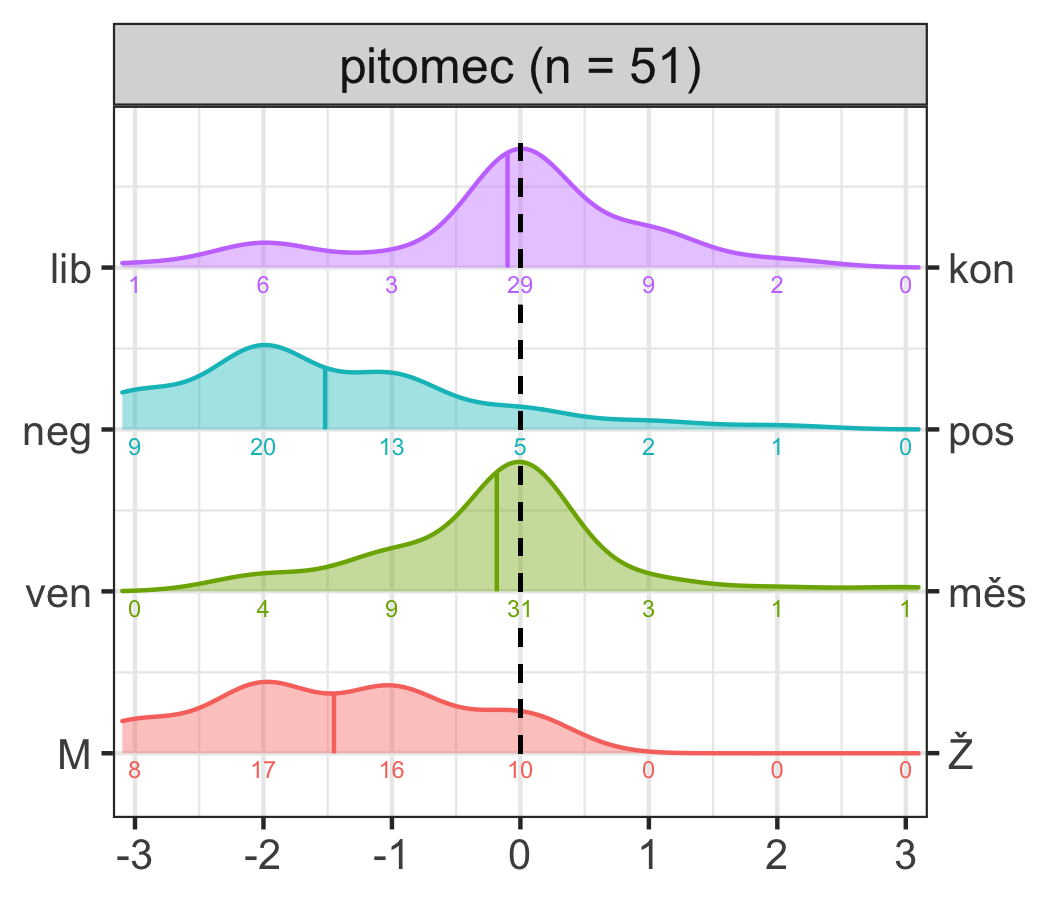 pitomec (n = 51)
lib kon
1 6 3 29 9 2 0
neg pos
9 20 13 5 2 1 0
ven měs
0 4 9 31 3 1 1
M Ž
8 17 16 10 0 0 0
-3 -2 -1 0 1 2 3